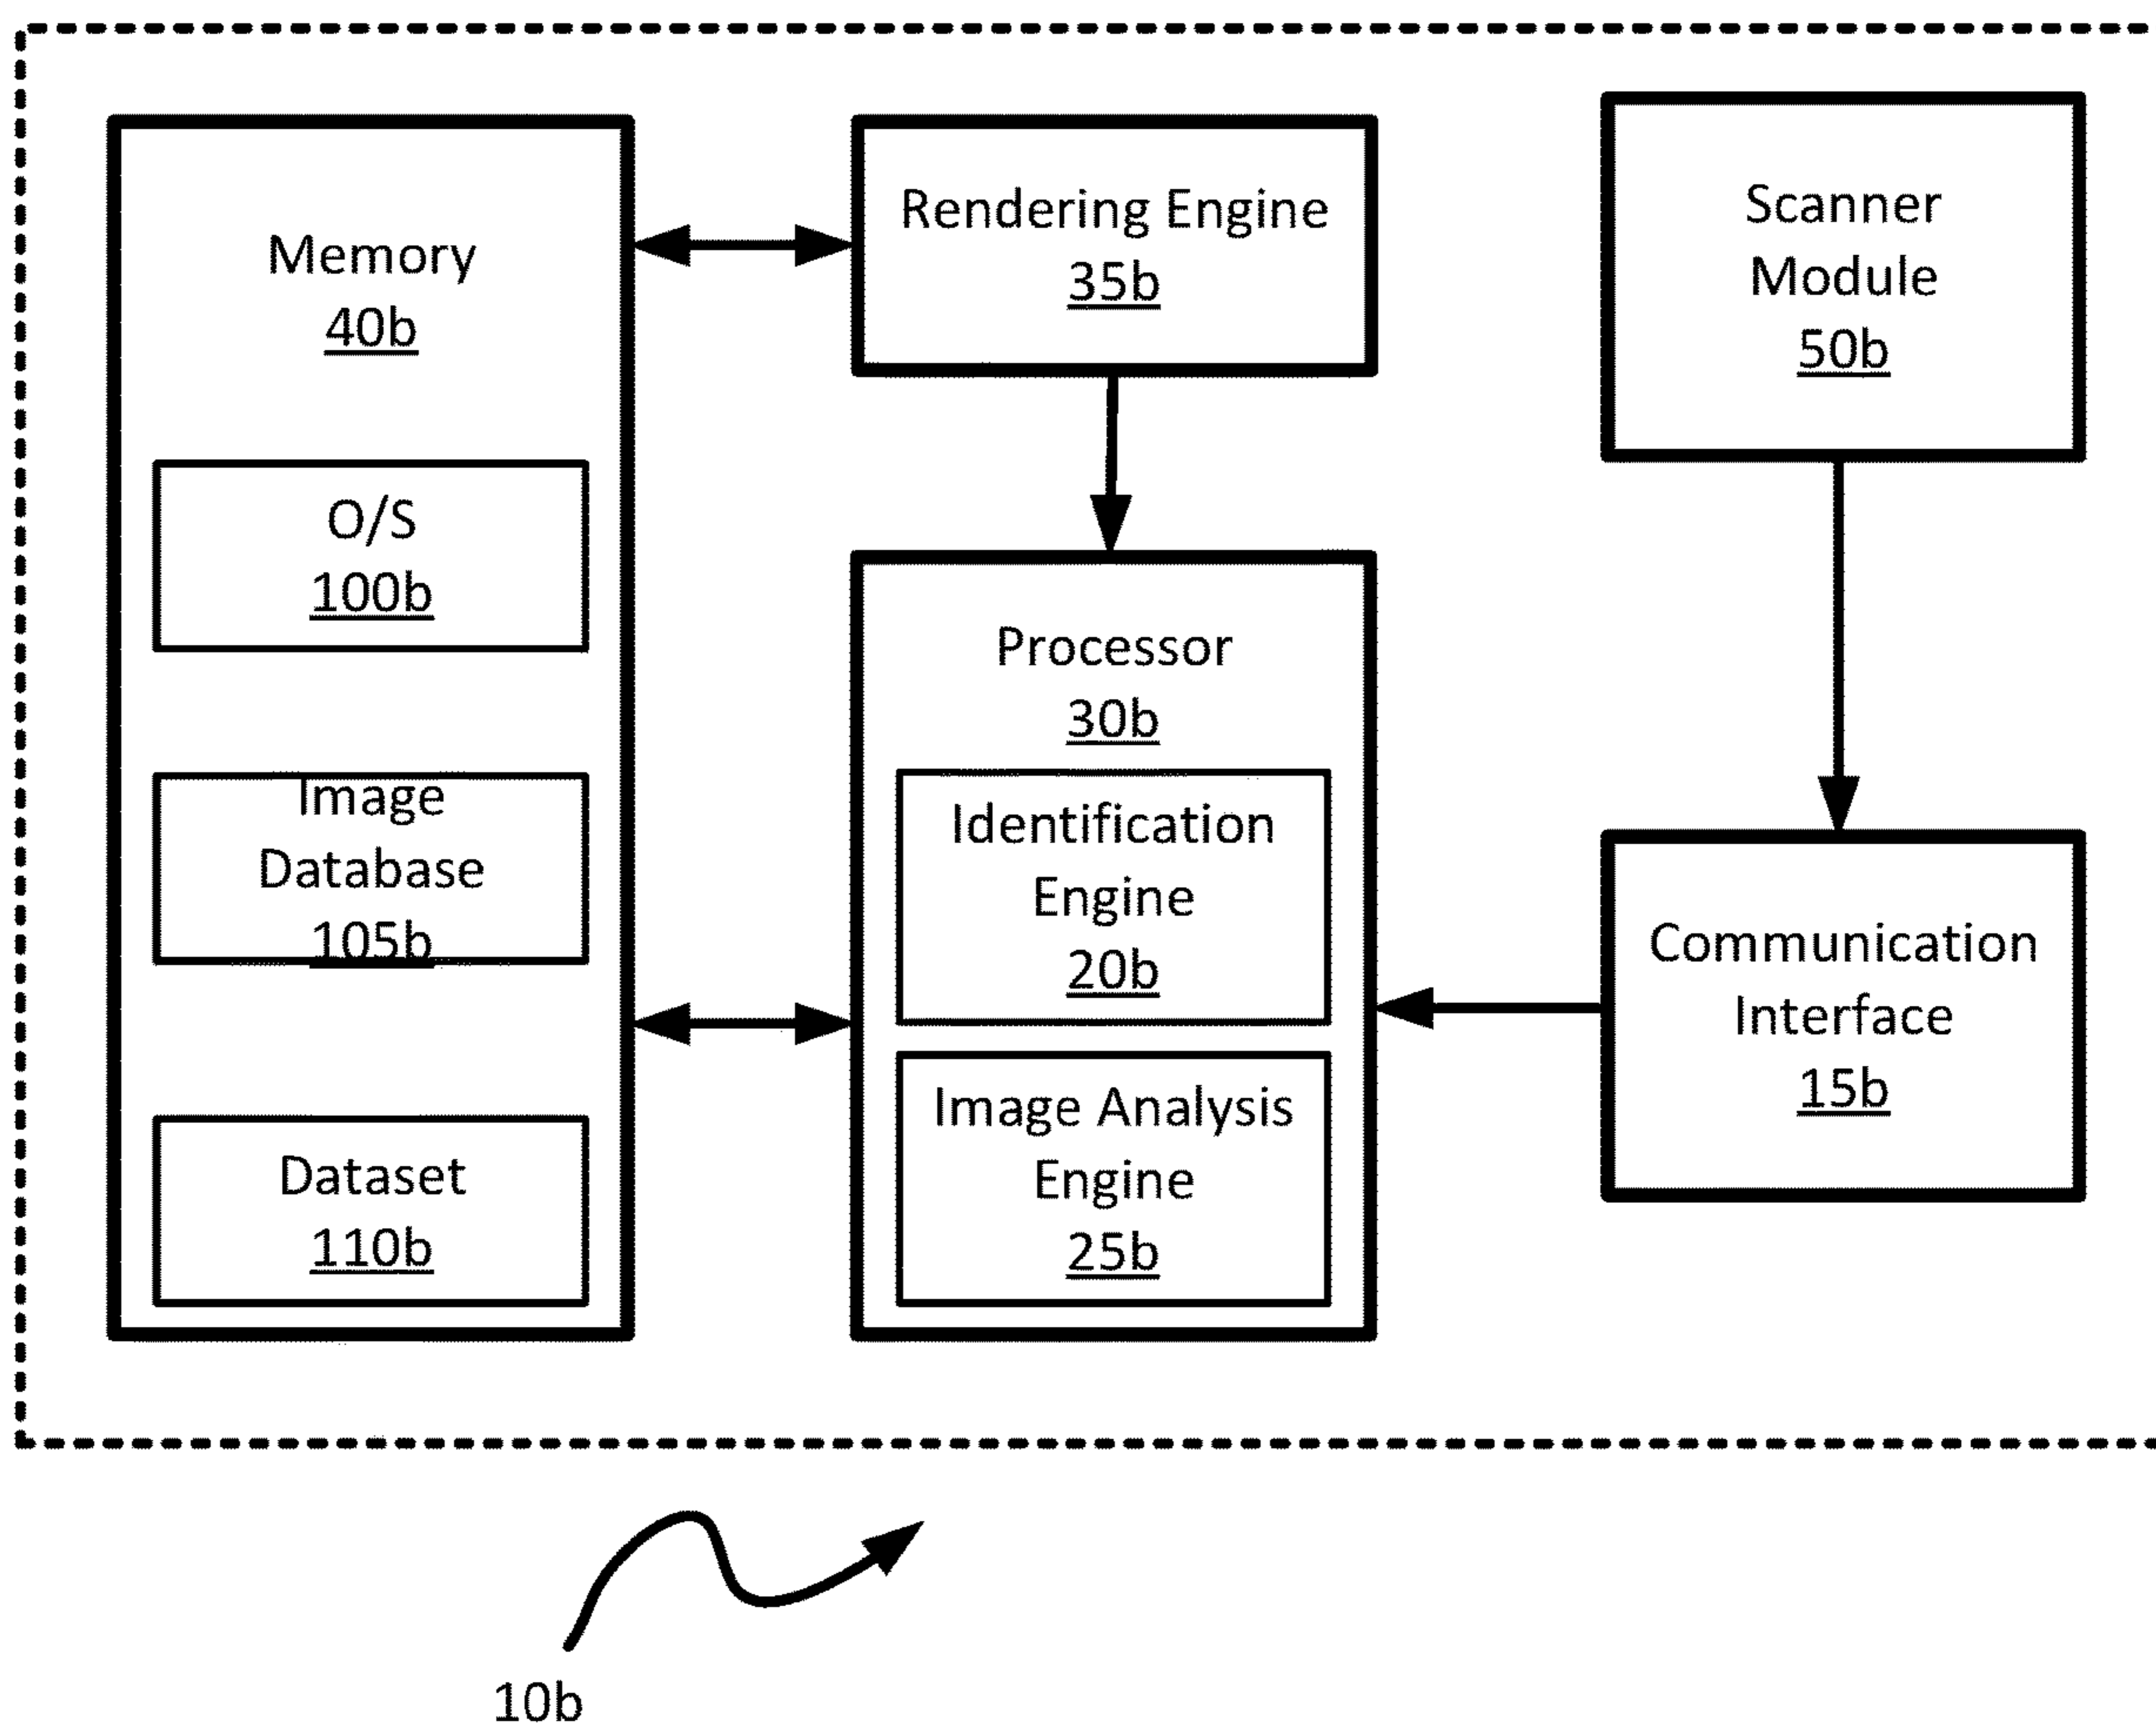 Memory
40b
O/S
100b
Image
Database
105b
Dataset
110b
Rendering Engine
35b
Processor
30b
Identification
Engine
20b
Image Analysis
Engine
25b
Scanner
Module
50b
Communication
Interface
15b
10b